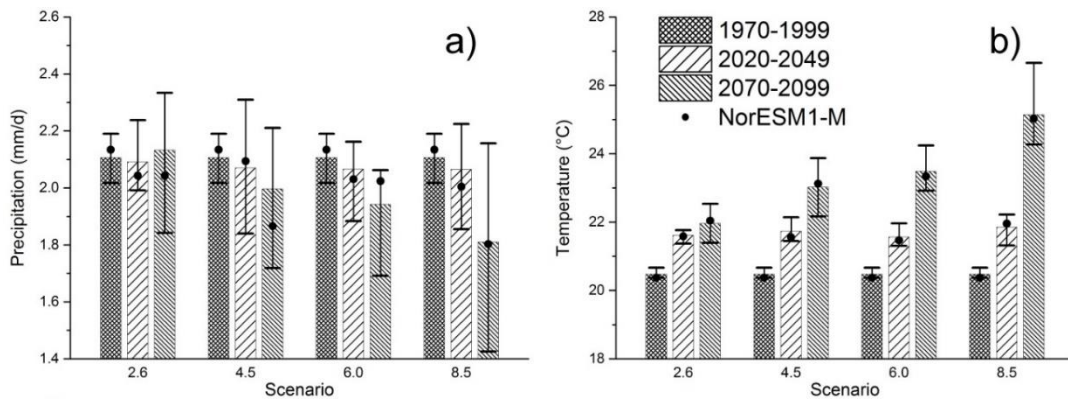 a)
Precipitation (mm/d)
2.6
2.4
2.2
2.0
1.8
1.6
1.4
2.6 4.5 6.0 8.5
Scenario
b)
1970-1999
2020-2049
2070-2099
NorESM1-M
Temperature (°C)
28
26
24
22
20
18
2.6 4.5 6.0 8.5
Scenario